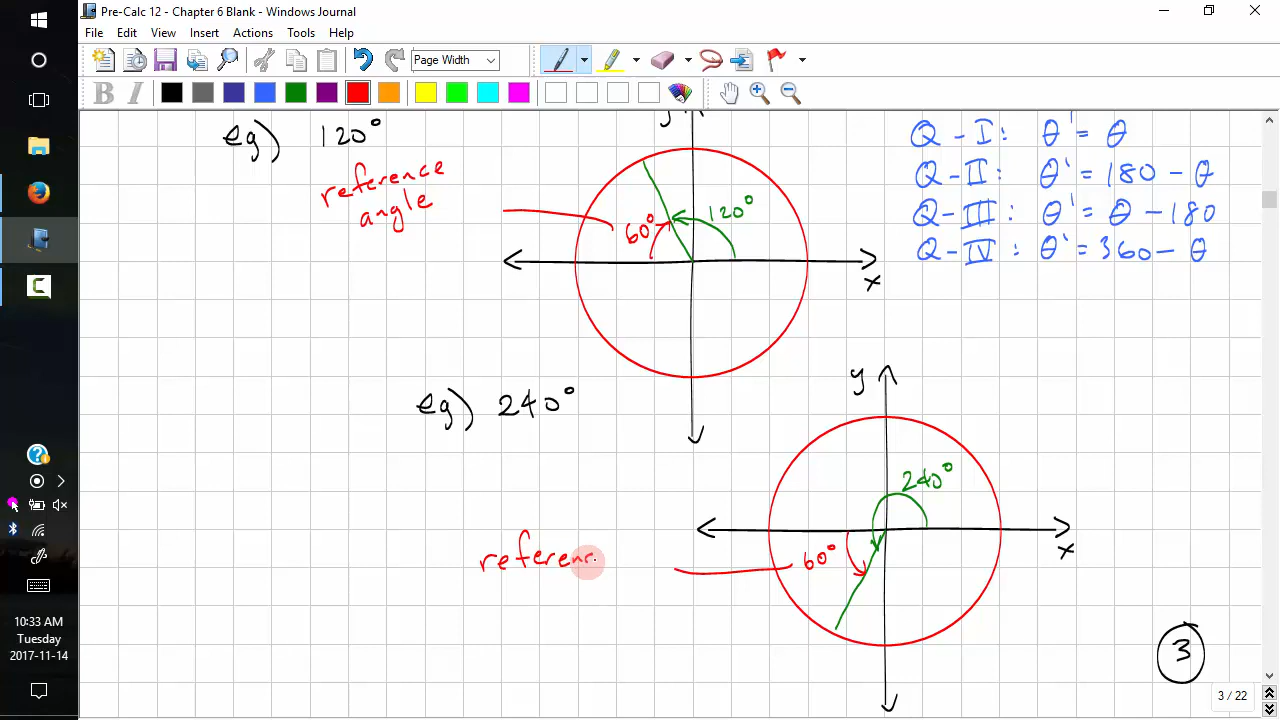 Pre-Calc 12 - Chapter 6 Blank - Windows Journal
File Edit View Insert Actions Tools Help
Page Width
B I
eg) 120°
reference
angle
60°
120°
x
Q-I: θ' = θ
Q-II: θ' = 180 - θ
Q-III: θ' = θ - 180
Q-IV: θ' = 360 - θ
eg) 240°
y
240°
60°
x
referenc
3
10:33 AM
Tuesday
2017-11-14
3 / 22